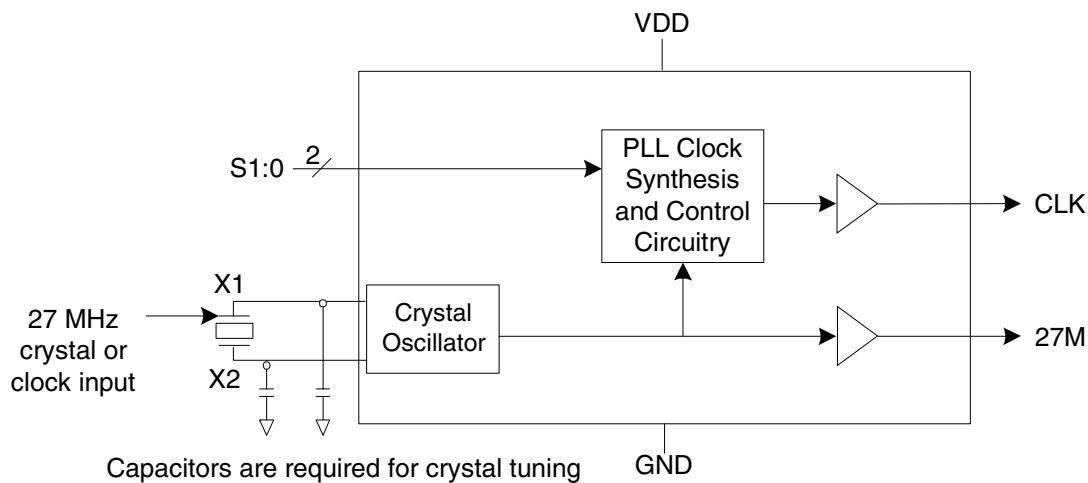 VDD
S1:0
2
PLL Clock
Synthesis
and Control
Circuitry
CLK
X1
27 MHz
crystal or
clock input
X2
Crystal
Oscillator
27M
GND
Capacitors are required for crystal tuning